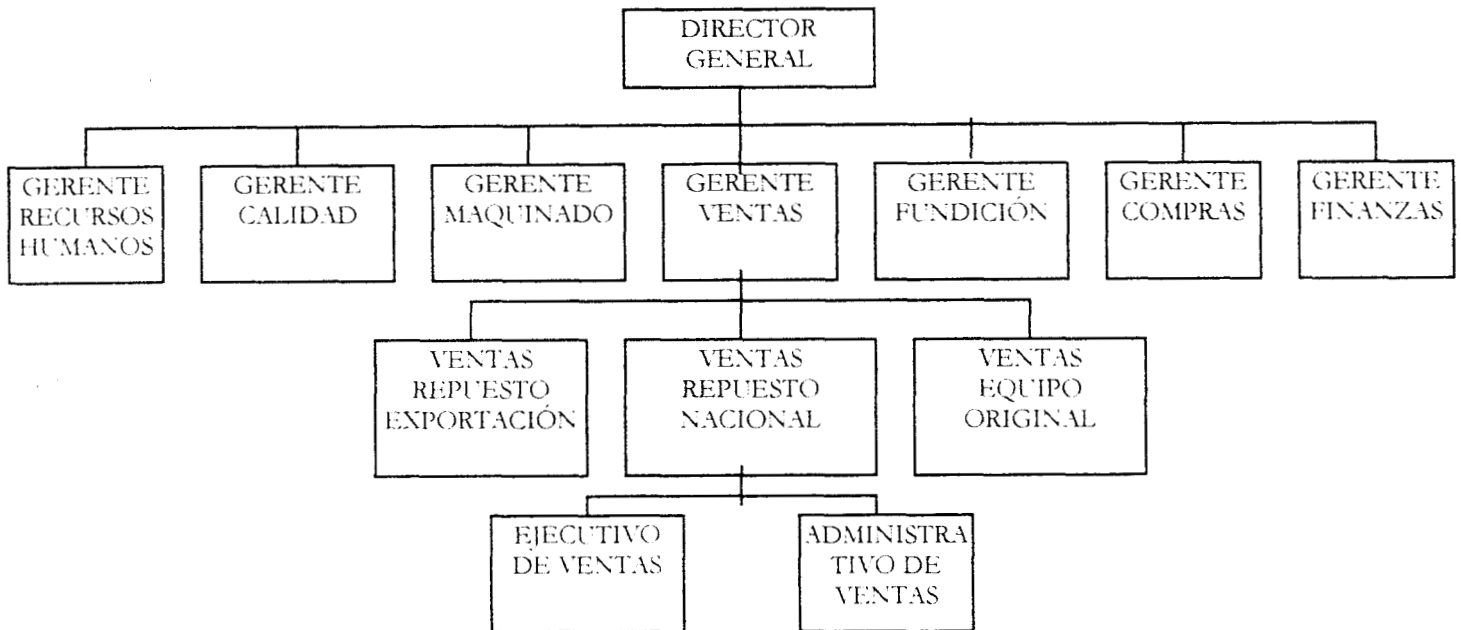 DIRECTOR
GENERAL
GERENTE
RECURSOS
HUMANOS
GERENTE
CALIDAD
GERENTE
MAQUINADO
GERENTE
VENTAS
GERENTE
FUNDICIÓN
GERENTE
COMPRAS
GERENTE
FINANZAS
VENTAS
REPUESTO
EXPORTACIÓN
VENTAS
REPUESTO
NACIONAL
VENTAS
EQUIPO
ORIGINAL
EJECUTIVO
DE VENTAS
ADMINISTRA
TIVO DE
VENTAS